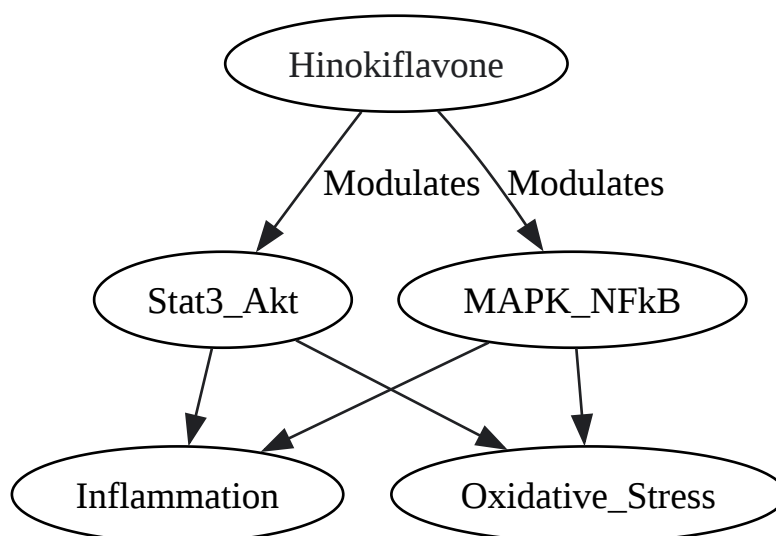 Hinokiflavone
Modulates Modulates
Stat3_Akt MAPK_NFkB
Inflammation Oxidative_Stress